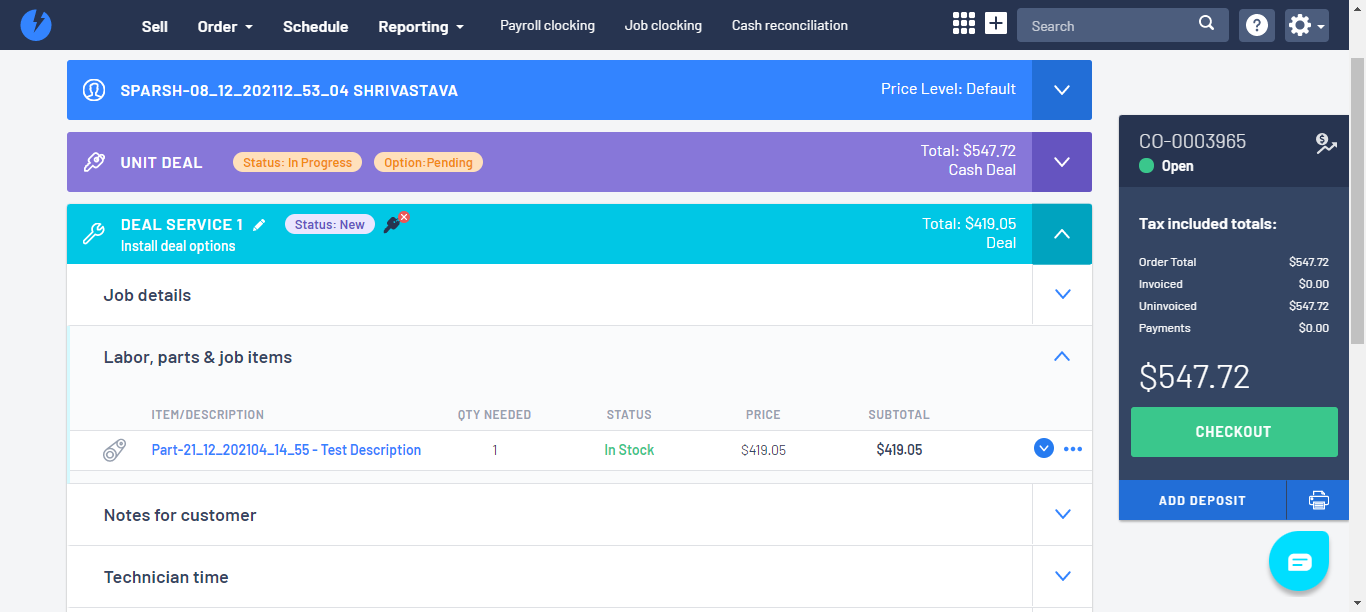 Sell
Order
Schedule
Reporting
Payroll clocking
Job clocking
Cash reconciliation
Search
SPARSH-08_12_202112_53_04 SHRIVASTAVA
Price Level: Default
UNIT DEAL
Status: In Progress
Option:Pending
Total: $547.72
Cash Deal
DEAL SERVICE 1
Status: New
Install deal options
Total: $419.05
Deal
Job details
Labor, parts & job items
ITEM/DESCRIPTION QTY NEEDED STATUS PRICE SUBTOTAL
Part-21_12_202104_14_55 - Test Description 1 In Stock $419.05 $419.05
Notes for customer
Technician time
CO-0003965
Open
Tax included totals:
Order Total $547.72
Invoiced $0.00
Uninvoiced $547.72
Payments $0.00
$547.72
CHECKOUT
ADD DEPOSIT